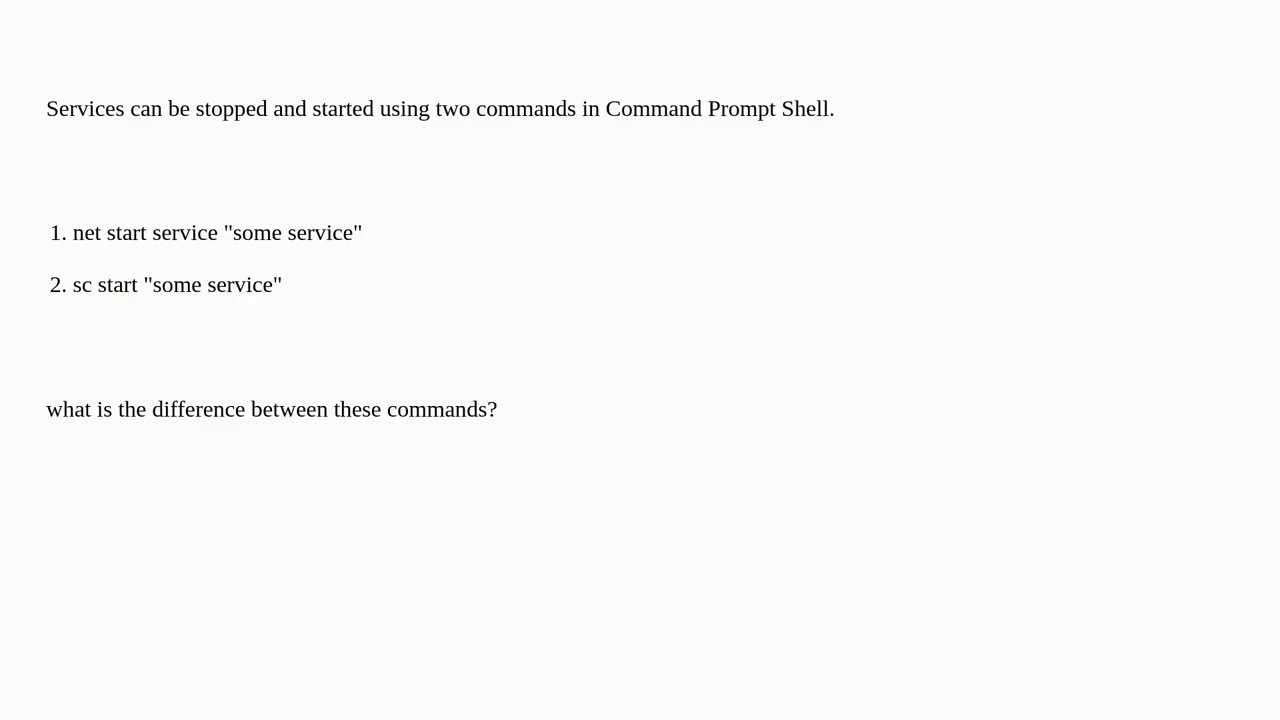 Services can be stopped and started using two commands in Command Prompt Shell.
1. net start service "some service"
2. sc start "some service"
what is the difference between these commands?